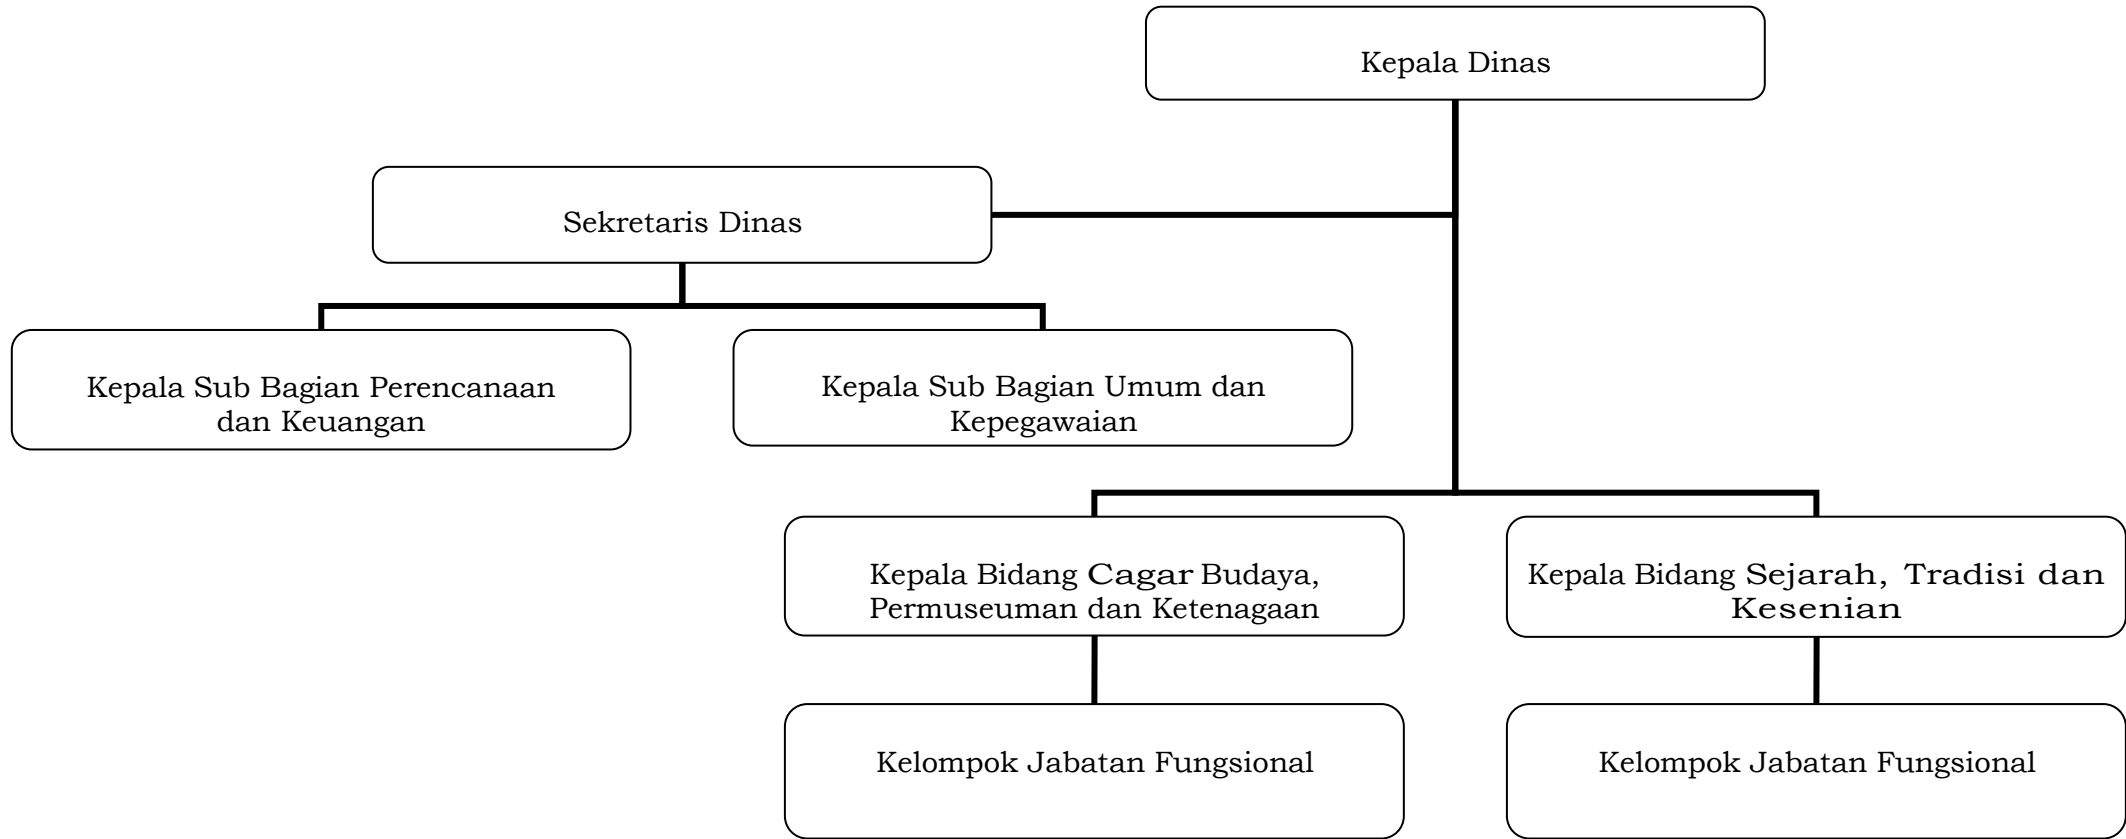 Kepala Dinas
Sekretaris Dinas
Kepala Sub Bagian Perencanaan
dan Keuangan
Kepala Sub Bagian Umum dan
Kepegawaian
Kepala Bidang Cagar Budaya,
Permuseuman dan Ketenagaan
Kepala Bidang Sejarah, Tradisi dan
Kesenian
Kelompok Jabatan Fungsional
Kelompok Jabatan Fungsional